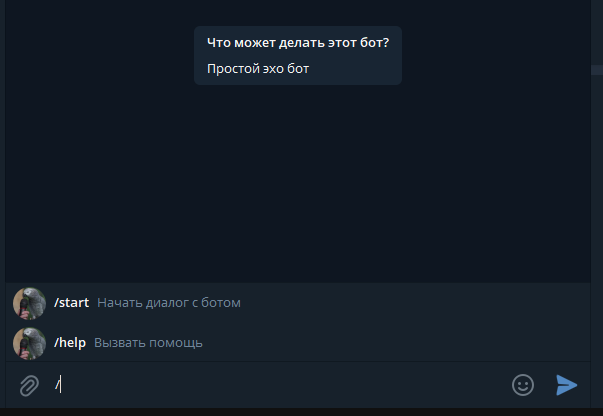 Что может делать этот бот?
Простой эхо бот
/start Начать диалог с ботом
/help Вызвать помощь
/